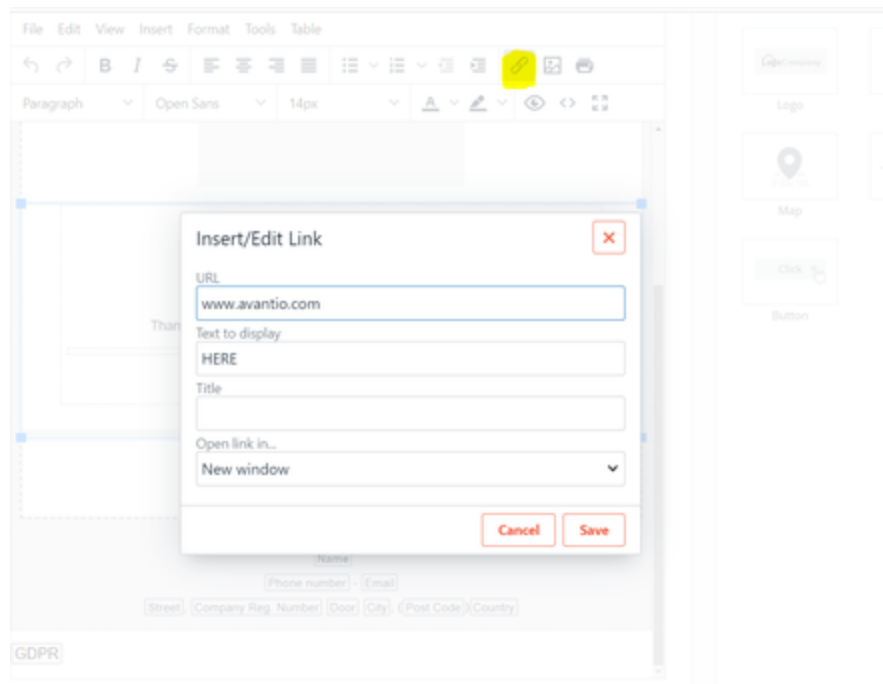 File Edit View Insert Format Tools Table
B I S
Paragraph Open Sans 14px A
Logo
Map
Click
Button
Insert/Edit Link
URL
www.avantio.com
Than
Text to display
HERE
Title
Open link in...
New window
Cancel Save
Name
Phone number - Email
Street, Company Reg. Number Door City, (Post Code) Country
GDPR